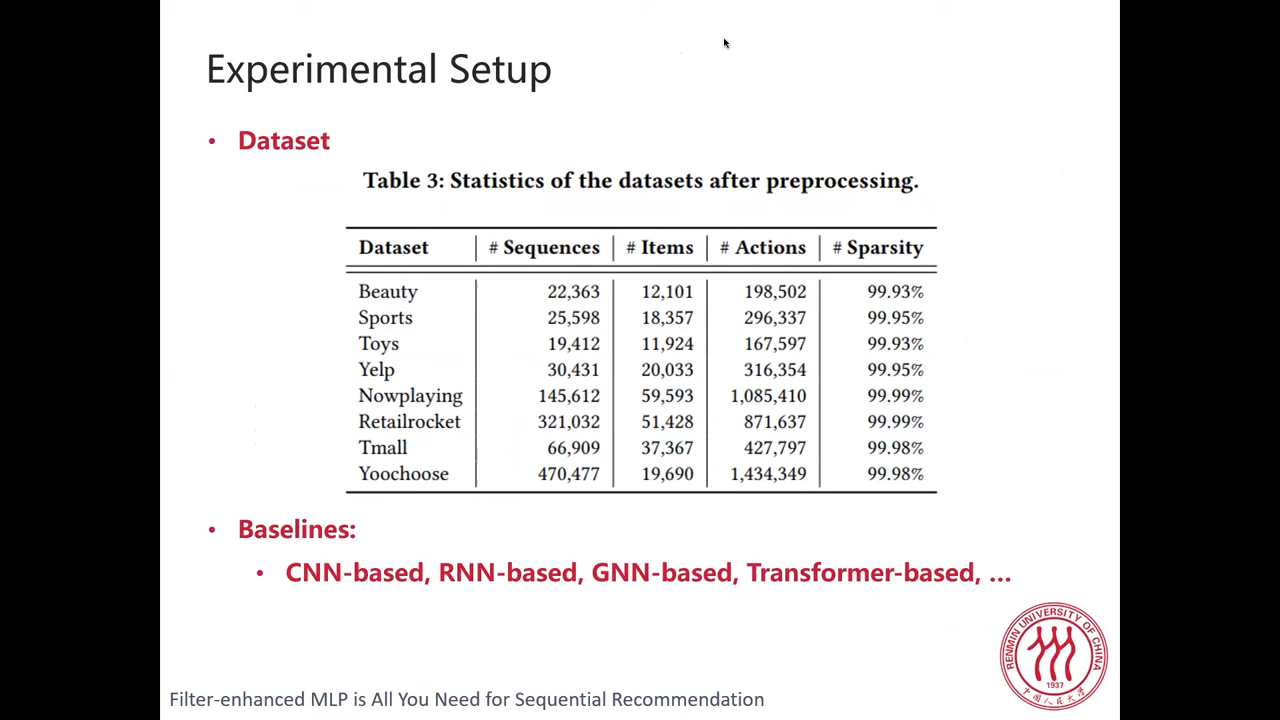 Experimental Setup
• Dataset
Table 3: Statistics of the datasets after preprocessing.
Dataset # Sequences # Items # Actions # Sparsity
Beauty 22,363 12,101 198,502 99.93%
Sports 25,598 18,357 296,337 99.95%
Toys 19,412 11,924 167,597 99.93%
Yelp 30,431 20,033 316,354 99.95%
Nowplaying 145,612 59,593 1,085,410 99.99%
Retailrocket 321,032 51,428 871,637 99.99%
Tmall 66,909 37,367 427,797 99.98%
Yoochoose 470,477 19,690 1,434,349 99.98%
• Baselines:
• CNN-based, RNN-based, GNN-based, Transformer-based, ...
RENMIN UNIVERSITY OF CHINA
1937
中国人民大学
Filter-enhanced MLP is All You Need for Sequential Recommendation